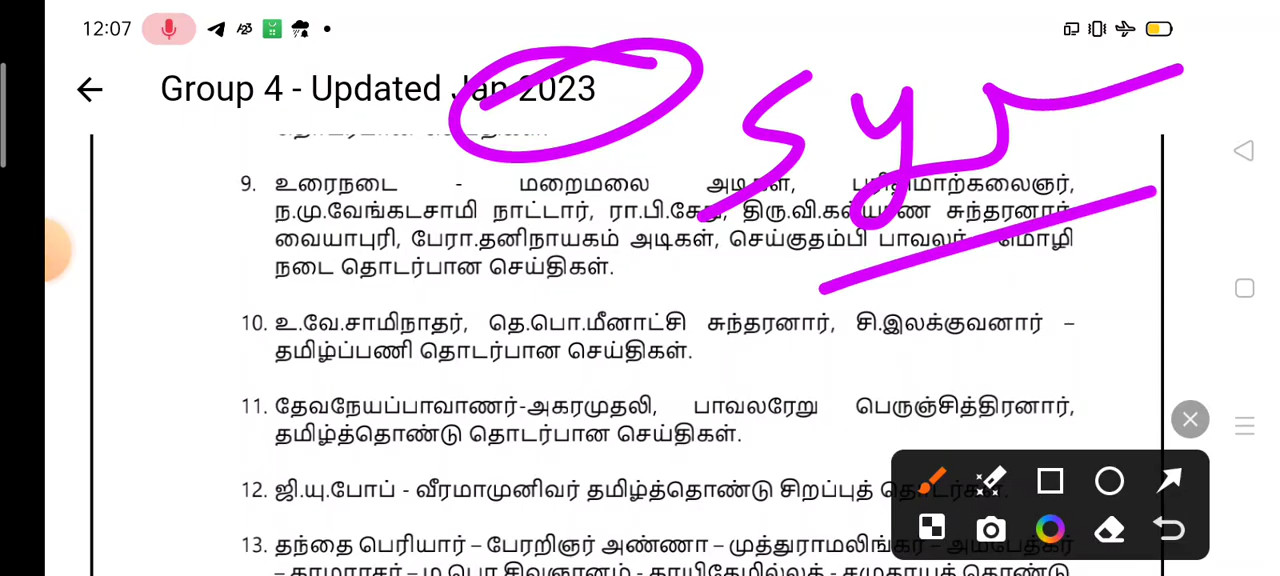 12:07
Group 4 - Updated Jan 2023
syr
9. உரைநடை - மறைமலை அடிகள், பரிதிமாற்கலைஞர்,
ந.மு.வேங்கடசாமி நாட்டார், ரா.பி.சேது, திரு.வி.கல்யாண சுந்தரனார்,
வையாபுரி, பேரா.தனிநாயகம் அடிகள், செய்குதம்பி பாவலர் மொழி
நடை தொடர்பான செய்திகள்.
10. உ.வே.சாமிநாதர், தெ.பொ.மீனாட்சி சுந்தரனார், சி.இலக்குவனார் –
தமிழ்ப்பணி தொடர்பான செய்திகள்.
11. தேவநேயப்பாவாணர்-அகரமுதலி, பாவலரேறு பெருஞ்சித்திரனார்,
தமிழ்த்தொண்டு தொடர்பான செய்திகள்.
12. ஜி.யு.போப் - வீரமாமுனிவர் தமிழ்த்தொண்டு சிறப்புத் தொடர்கள்.
13. தந்தை பெரியார் – பேரறிஞர் அண்ணா – முத்துராமலிங்கர் – அம்பேத்கர்